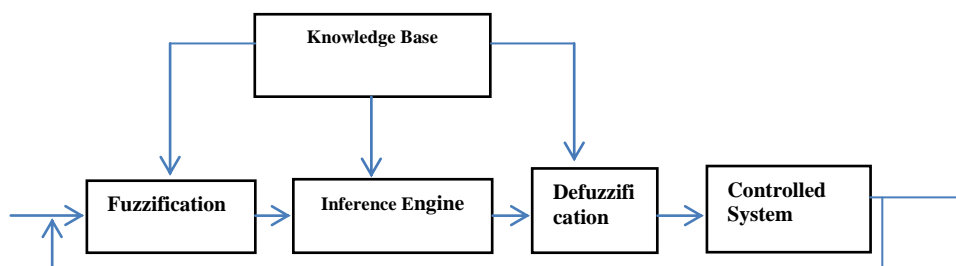 Knowledge Base
Fuzzification
Inference Engine
Defuzzifi
cation
Controlled
System